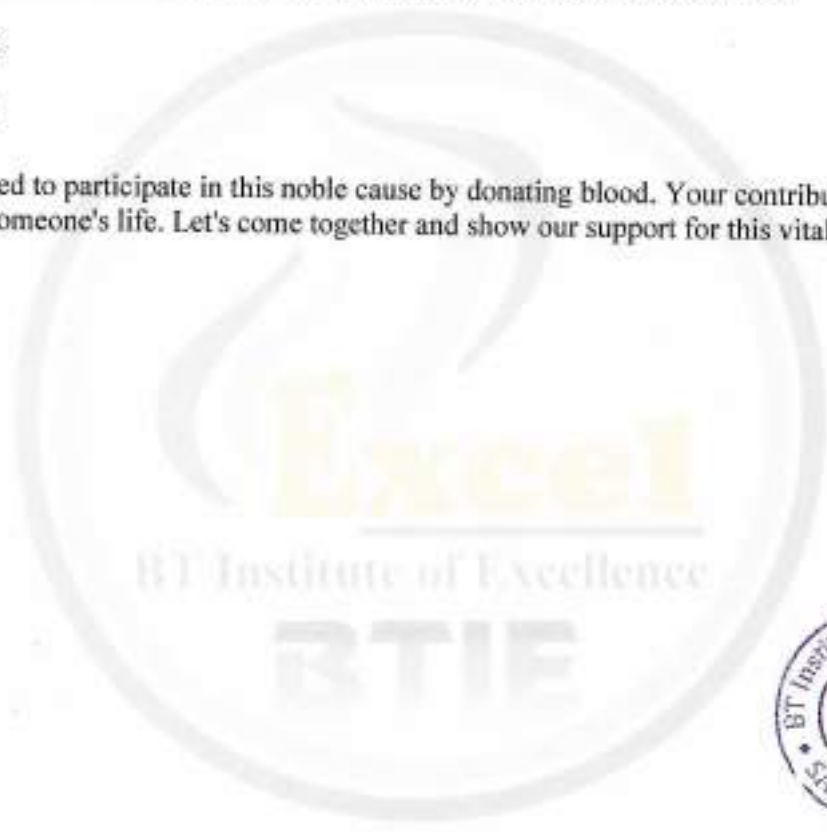 ed to participate in this noble cause by donating blood. Your contribu
omeone's life. Let's come together and show our support for this vital
Excel
BT Institute of Excellence
BTIE
BT Insti